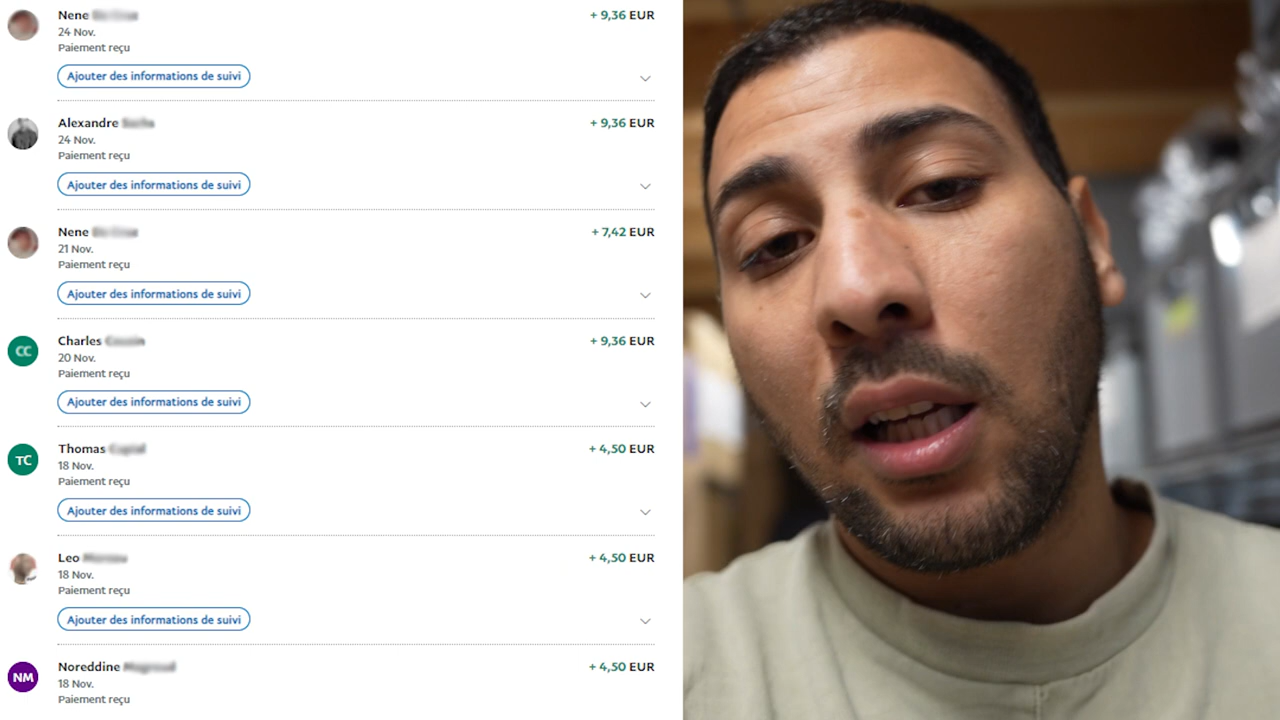 Nene
+ 9,36 EUR
24 Nov.
Paiement reçu
Ajouter des informations de suivi
Alexandre
+ 9,36 EUR
24 Nov.
Paiement reçu
Ajouter des informations de suivi
Nene
+ 7,42 EUR
21 Nov.
Paiement reçu
Ajouter des informations de suivi
CC
Charles
+ 9,36 EUR
20 Nov.
Paiement reçu
Ajouter des informations de suivi
TC
Thomas
+ 4,50 EUR
18 Nov.
Paiement reçu
Ajouter des informations de suivi
Leo
+ 4,50 EUR
18 Nov.
Paiement reçu
Ajouter des informations de suivi
NM
Noreddine
+ 4,50 EUR
18 Nov.
Paiement reçu